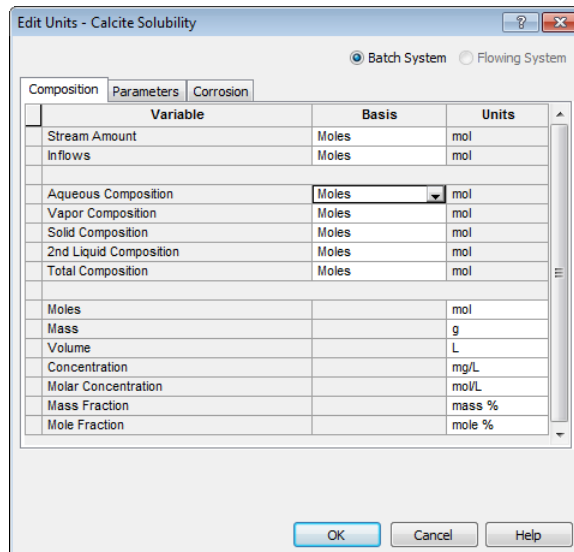 Edit Units - Calcite Solubility
Batch System Flowing System
Composition Parameters Corrosion
Variable Basis Units
Stream Amount Moles mol
Inflows Moles mol
Aqueous Composition Moles mol
Vapor Composition Moles mol
Solid Composition Moles mol
2nd Liquid Composition Moles mol
Total Composition Moles mol
Moles mol
Mass g
Volume L
Concentration mg/L
Molar Concentration mol/L
Mass Fraction mass %
Mole Fraction mole %
OK Cancel Help